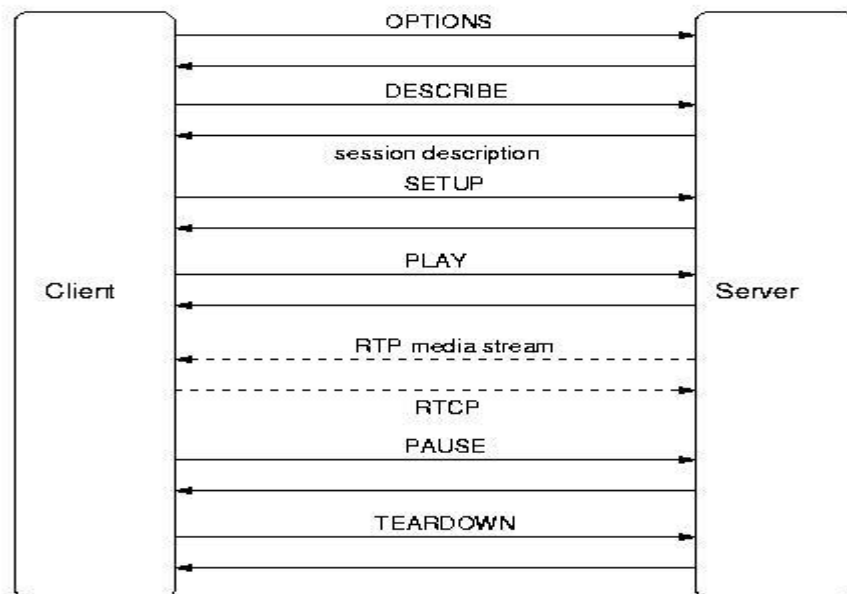 OPTIONS
DESCRIBE
session description
SETUP
PLAY
Client
Server
RTP media stream
RTCP
PAUSE
TEARDOWN